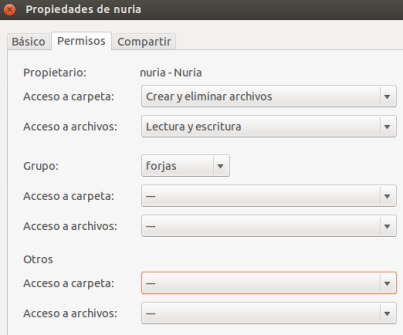 Propiedades de nuria
Básico Permisos Compartir
Propietario: nuria - Nuria
Acceso a carpeta: Crear y eliminar archivos
Acceso a archivos: Lectura y escritura
Grupo: forjas
Acceso a carpeta: ---
Acceso a archivos: ---
Otros
Acceso a carpeta: ---
Acceso a archivos: ---